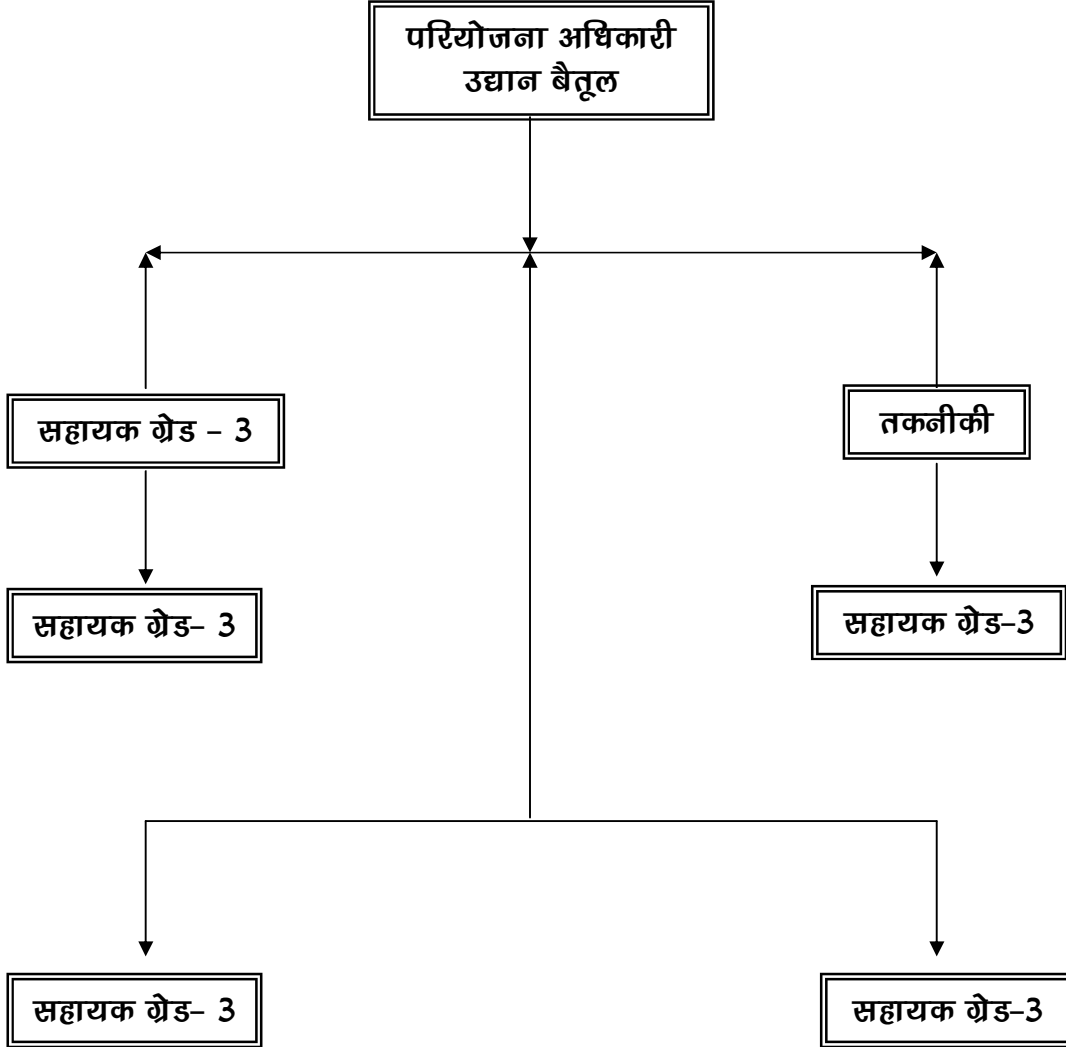 परियोजना अधिकारी
उद्यान बैतूल
सहायक ग्रेड - 3
तकनीकी
सहायक ग्रेड- 3
सहायक ग्रेड-3
सहायक ग्रेड- 3
सहायक ग्रेड-3